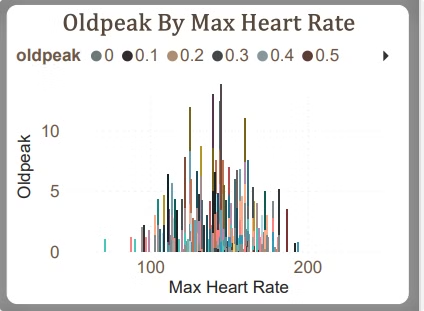 Oldpeak By Max Heart Rate
oldpeak 0 0.1 0.2 0.3 0.4 0.5
10
5
0
Oldpeak
100 200
Max Heart Rate